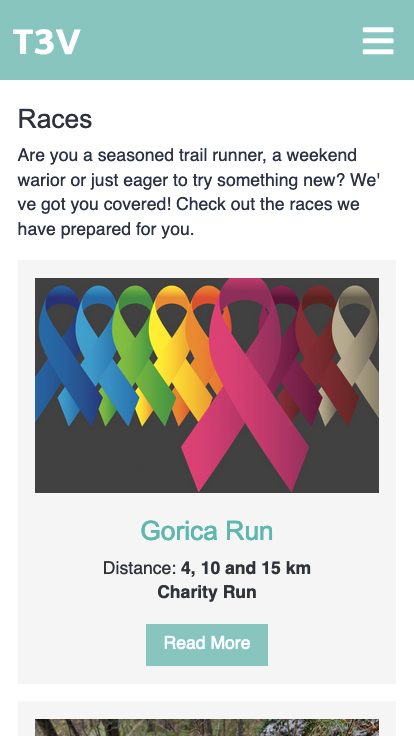 T3V
Races
Are you a seasoned trail runner, a weekend
warior or just eager to try something new? We'
ve got you covered! Check out the races we
have prepared for you.
Gorica Run
Distance: 4, 10 and 15 km
Charity Run
Read More